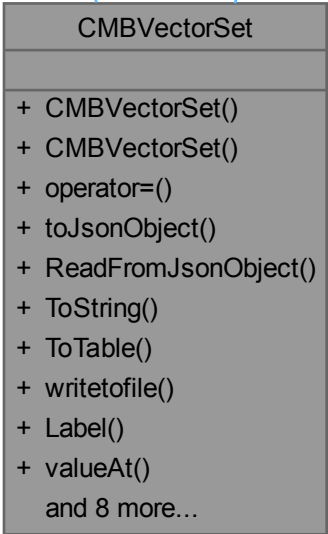 CMBVectorSet
+ CMBVectorSet()
+ CMBVectorSet()
+ operator=()
+ toJsonObject()
+ ReadFromJsonObject()
+ ToString()
+ ToTable()
+ writetofile()
+ Label()
+ valueAt()
and 8 more...